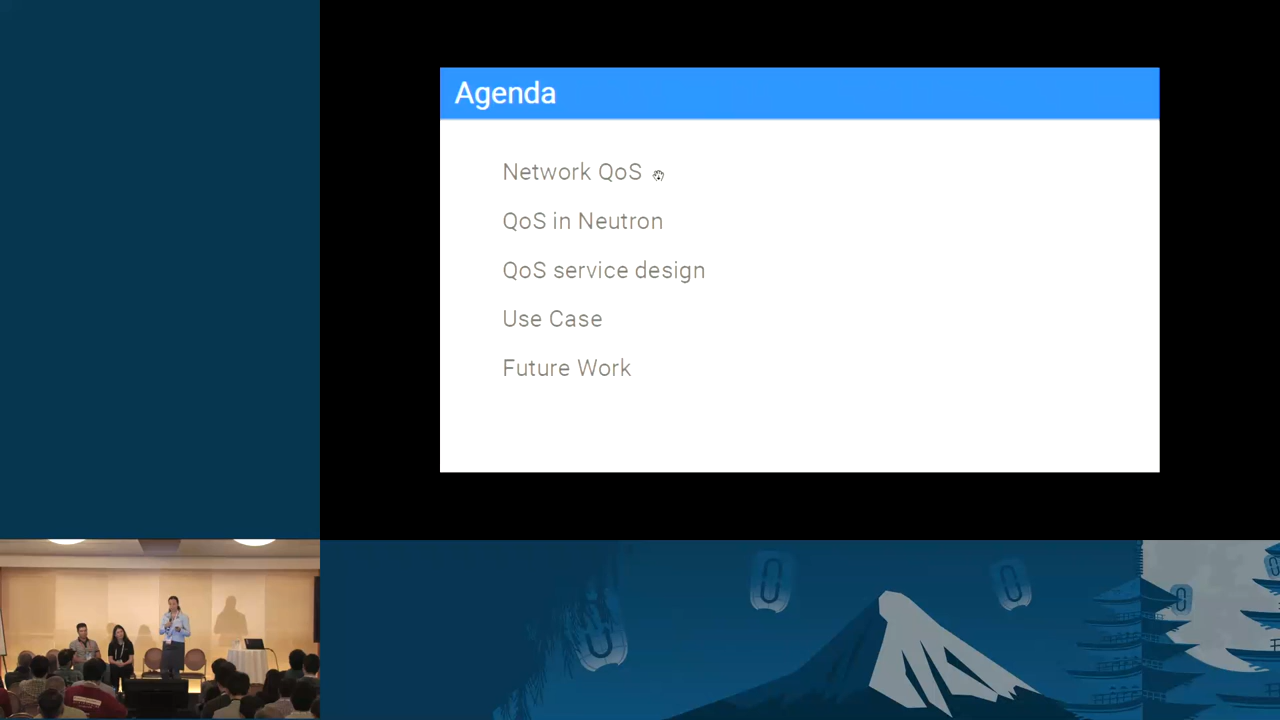 Agenda
Network QoS
QoS in Neutron
QoS service design
Use Case
Future Work